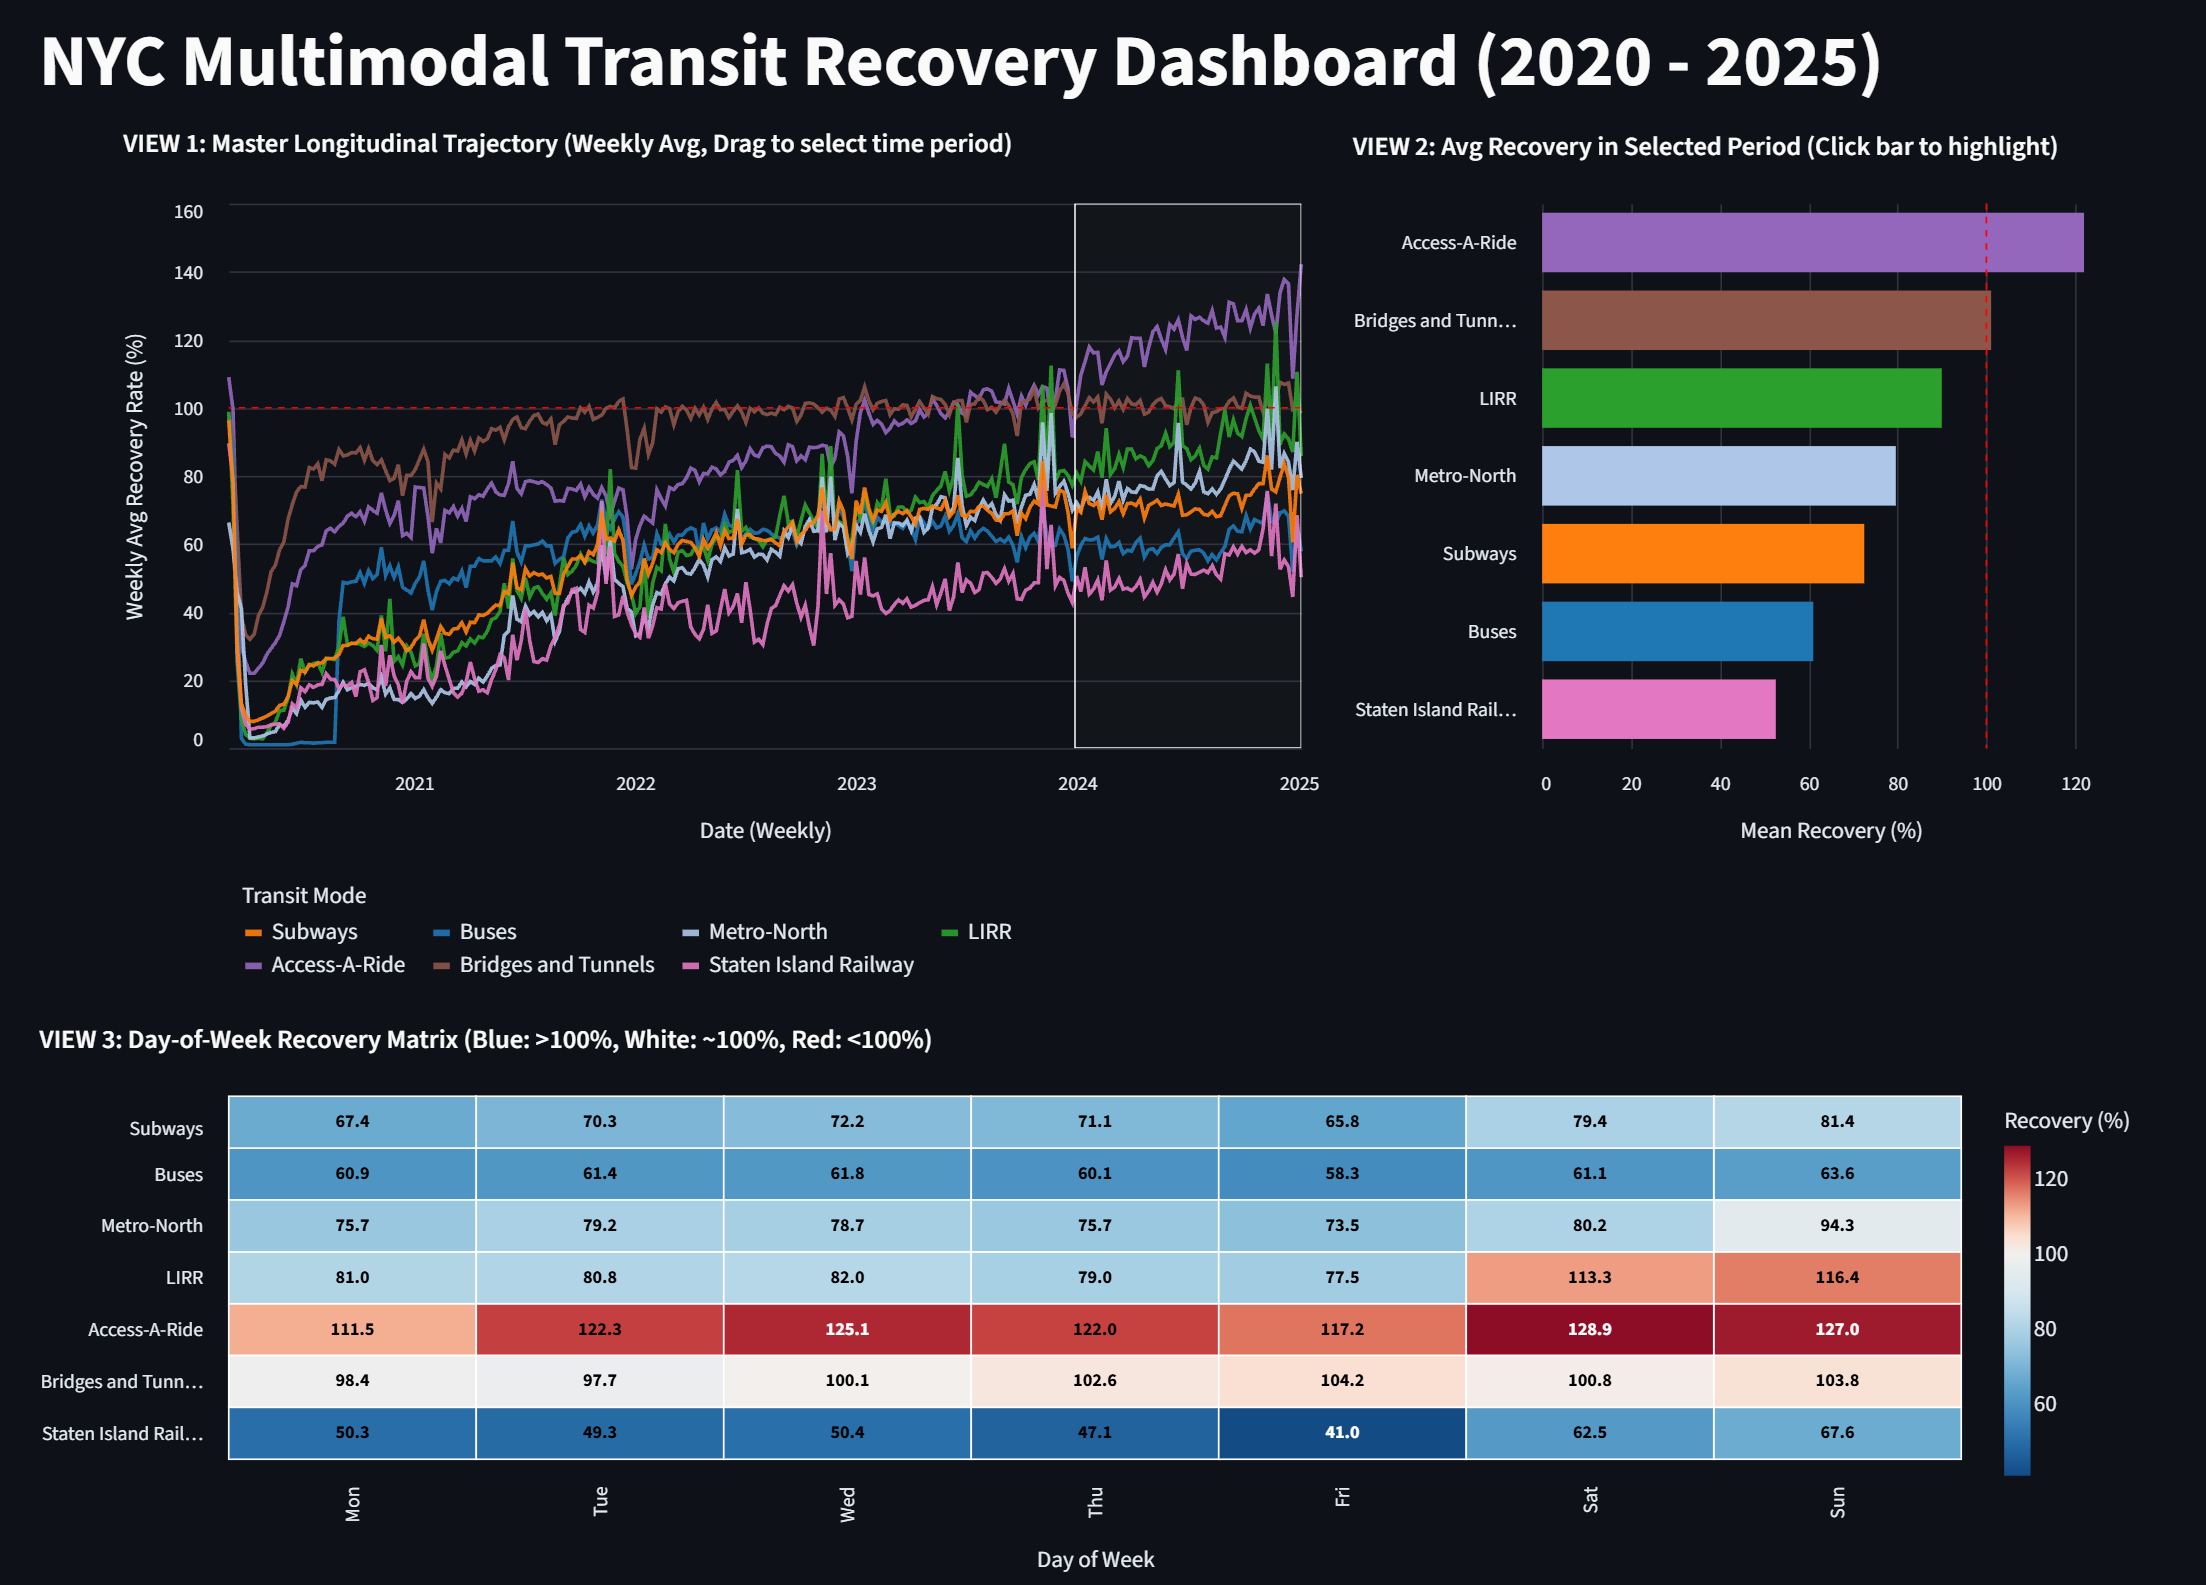 NYC Multimodal Transit Recovery Dashboard (2020 - 2025)
VIEW 1: Master Longitudinal Trajectory (Weekly Avg, Drag to select time period)
160
140
120
100
80
60
40
20
0
Weekly Avg Recovery Rate (%)
2021 2022 2023 2024 2025
Date (Weekly)
Transit Mode
Subways Buses Metro-North LIRR
Access-A-Ride Bridges and Tunnels Staten Island Railway
VIEW 2: Avg Recovery in Selected Period (Click bar to highlight)
Access-A-Ride
Bridges and Tunn…
LIRR
Metro-North
Subways
Buses
Staten Island Rail…
0 20 40 60 80 100 120
Mean Recovery (%)
VIEW 3: Day-of-Week Recovery Matrix (Blue: >100%, White: ~100%, Red: <100%)
Subways 67.4 70.3 72.2 71.1 65.8 79.4 81.4
Buses 60.9 61.4 61.8 60.1 58.3 61.1 63.6
Metro-North 75.7 79.2 78.7 75.7 73.5 80.2 94.3
LIRR 81.0 80.8 82.0 79.0 77.5 113.3 116.4
Access-A-Ride 111.5 122.3 125.1 122.0 117.2 128.9 127.0
Bridges and Tunn… 98.4 97.7 100.1 102.6 104.2 100.8 103.8
Staten Island Rail… 50.3 49.3 50.4 47.1 41.0 62.5 67.6
Mon Tue Wed Thu Fri Sat Sun
Day of Week
Recovery (%)
120
100
80
60